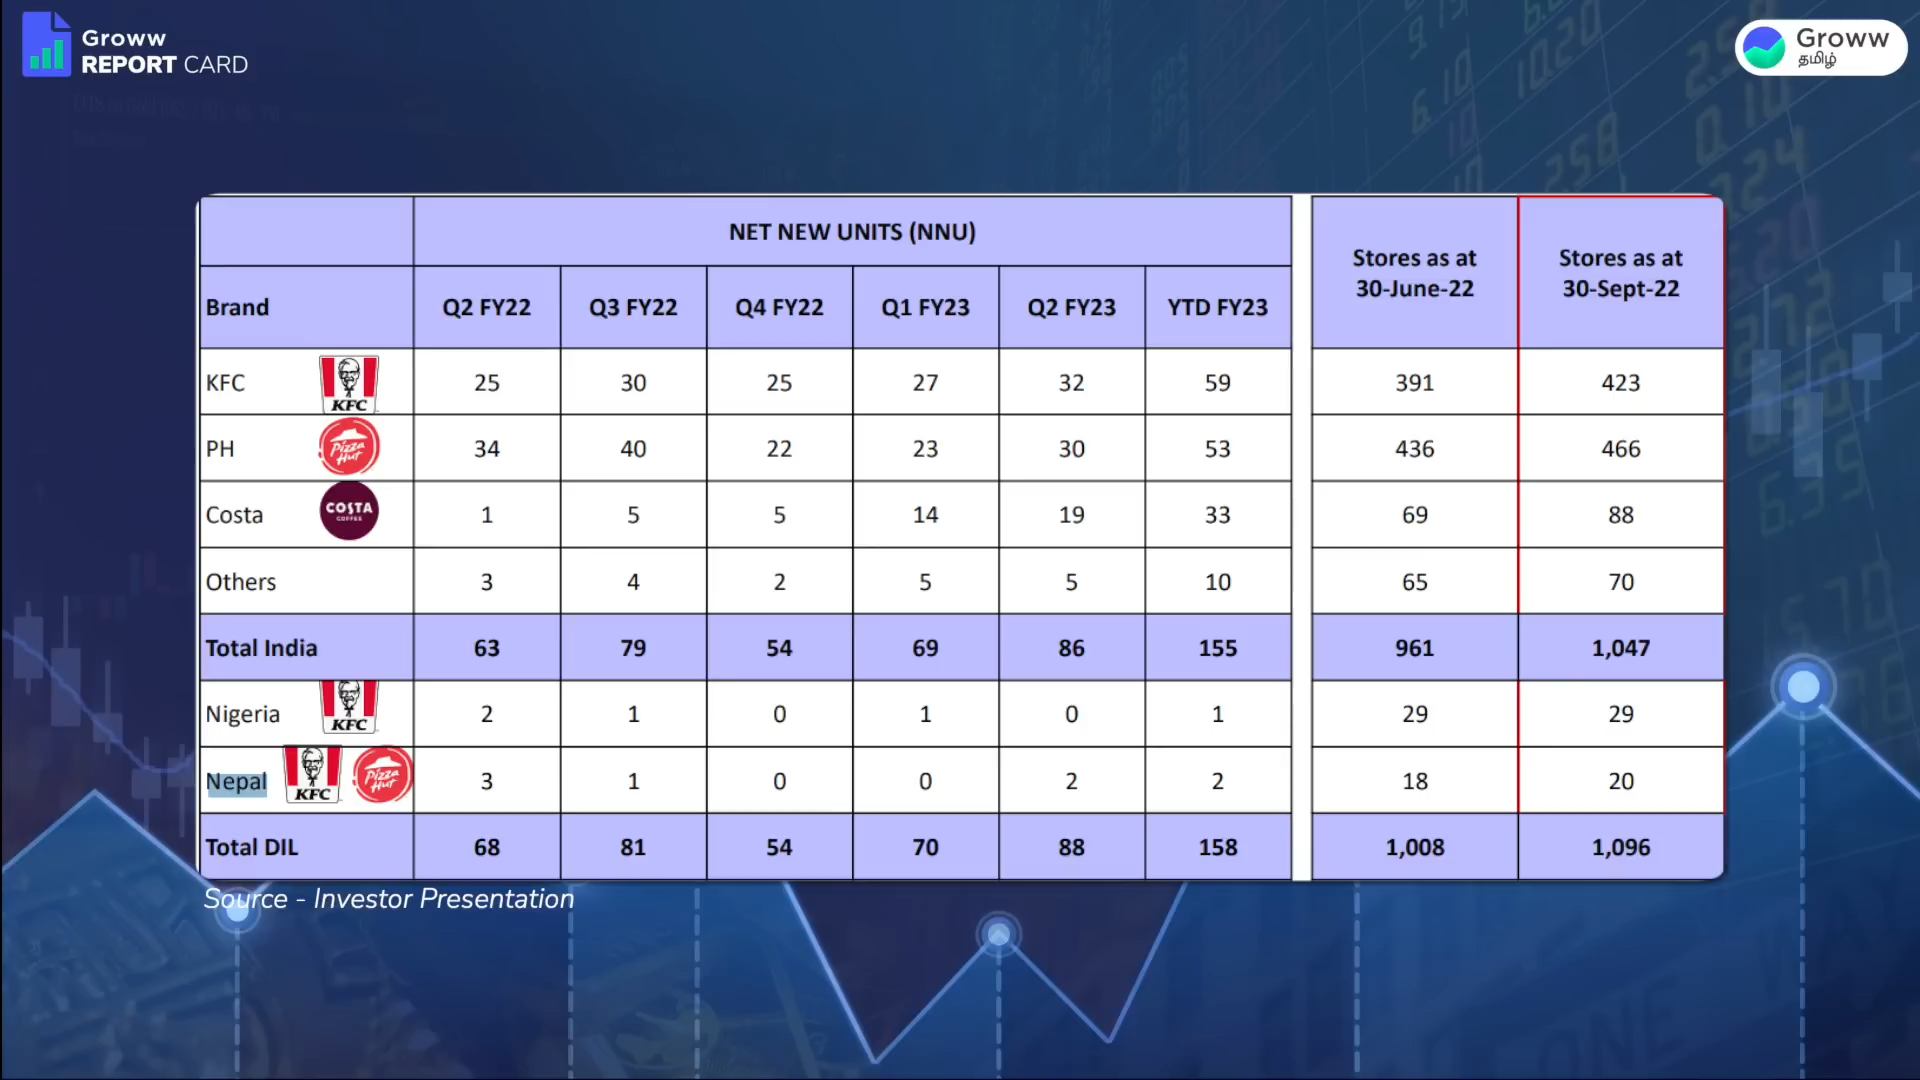 Groww
REPORT CARD
Groww
தமிழ்
NET NEW UNITS (NNU)
Stores as at
30-June-22
Stores as at
30-Sept-22
Brand Q2 FY22 Q3 FY22 Q4 FY22 Q1 FY23 Q2 FY23 YTD FY23
KFC KFC 25 30 25 27 32 59 391 423
PH Pizza Hut 34 40 22 23 30 53 436 466
Costa COSTA COFFEE 1 5 5 14 19 33 69 88
Others 3 4 2 5 5 10 65 70
Total India 63 79 54 69 86 155 961 1,047
Nigeria KFC 2 1 0 1 0 1 29 29
Nepal KFC Pizza Hut 3 1 0 0 2 2 18 20
Total DIL 68 81 54 70 88 158 1,008 1,096
Source - Investor Presentation